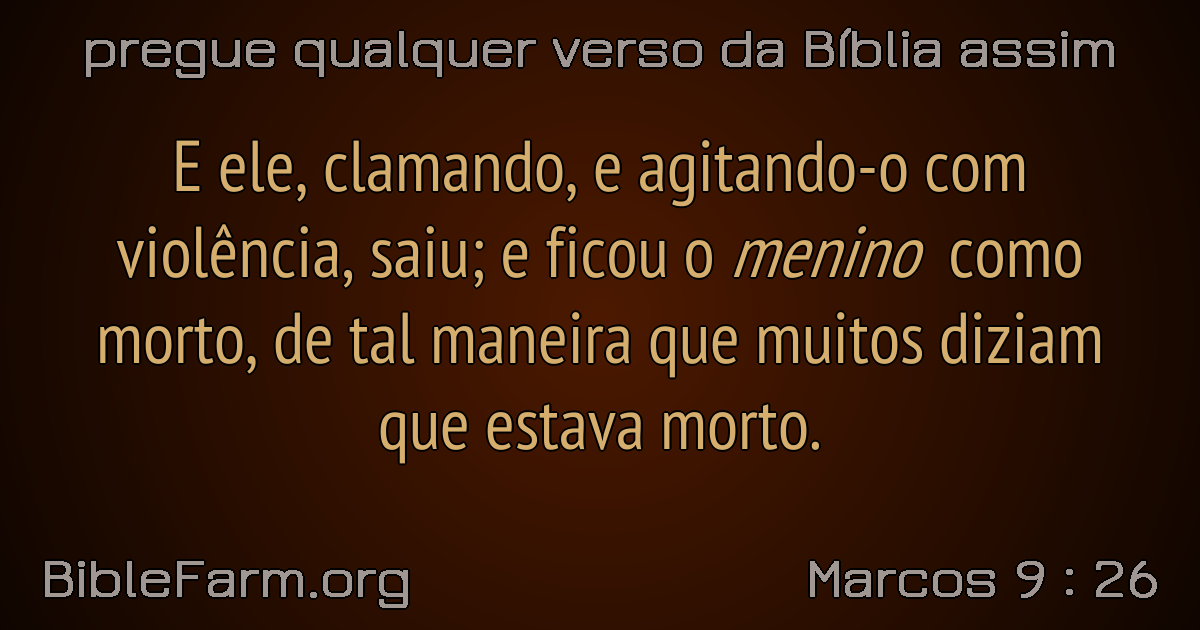 pregue qualquer verso da Bíblia assim
E ele, clamando, e agitando-o com
violência, saiu; e ficou o menino como
morto, de tal maneira que muitos diziam
que estava morto.
BibleFarm.org
Marcos 9 : 26